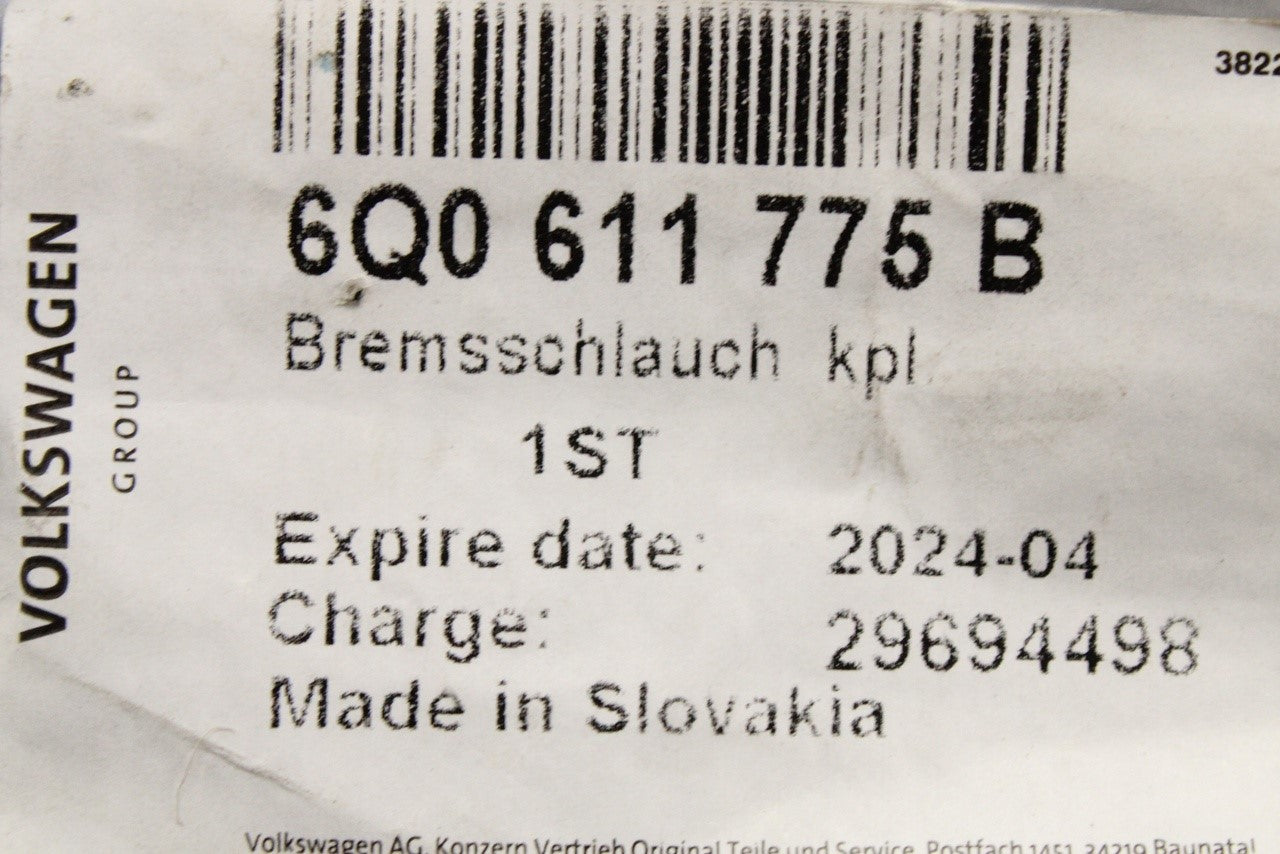 3822
6Q0 611 775 B
Bremsschlauch kpl.
1ST
Expire date: 2024-04
Charge: 29694498
Made in Slovakia
VOLKSWAGEN
GROUP
Volkswagen AG, Konzern Vertrieb Original Teile und Service, Postfach 1451, 34219 Baunatal